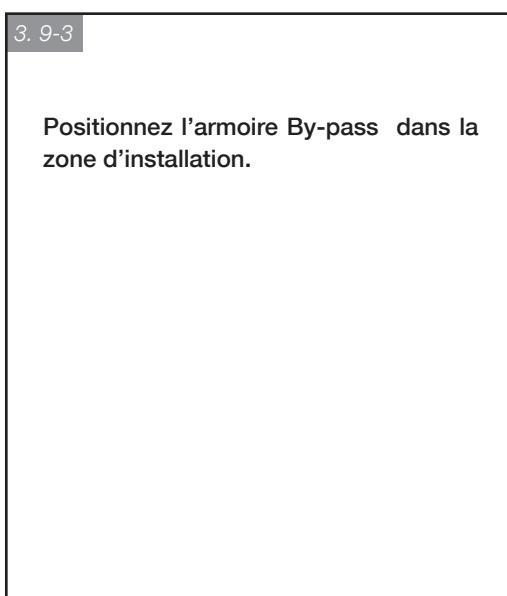 3. 9-3
Positionnez l’armoire By-pass dans la
zone d’installation.